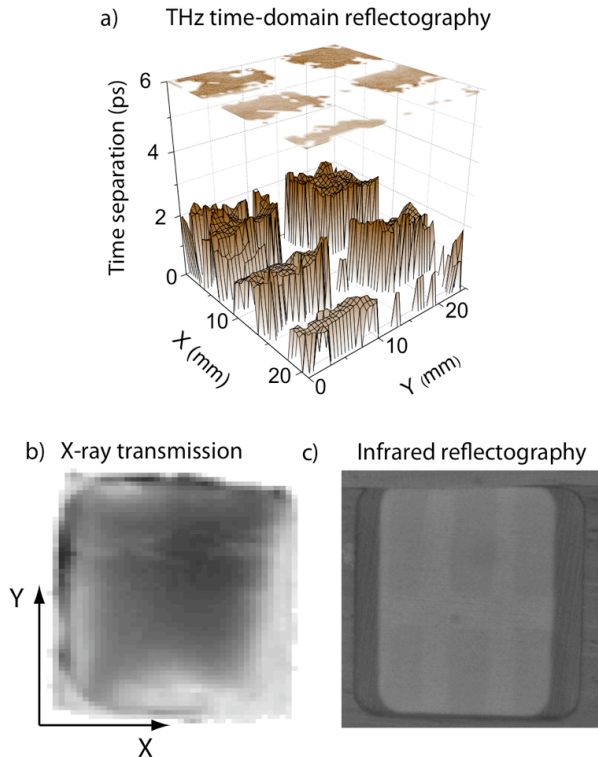 a) THz time-domain reflectography
Time separation (ps)
6
4
2
0
X (mm)
10
20
0
10
20
Y (mm)
b) X-ray transmission
c) Infrared reflectography
Y
X